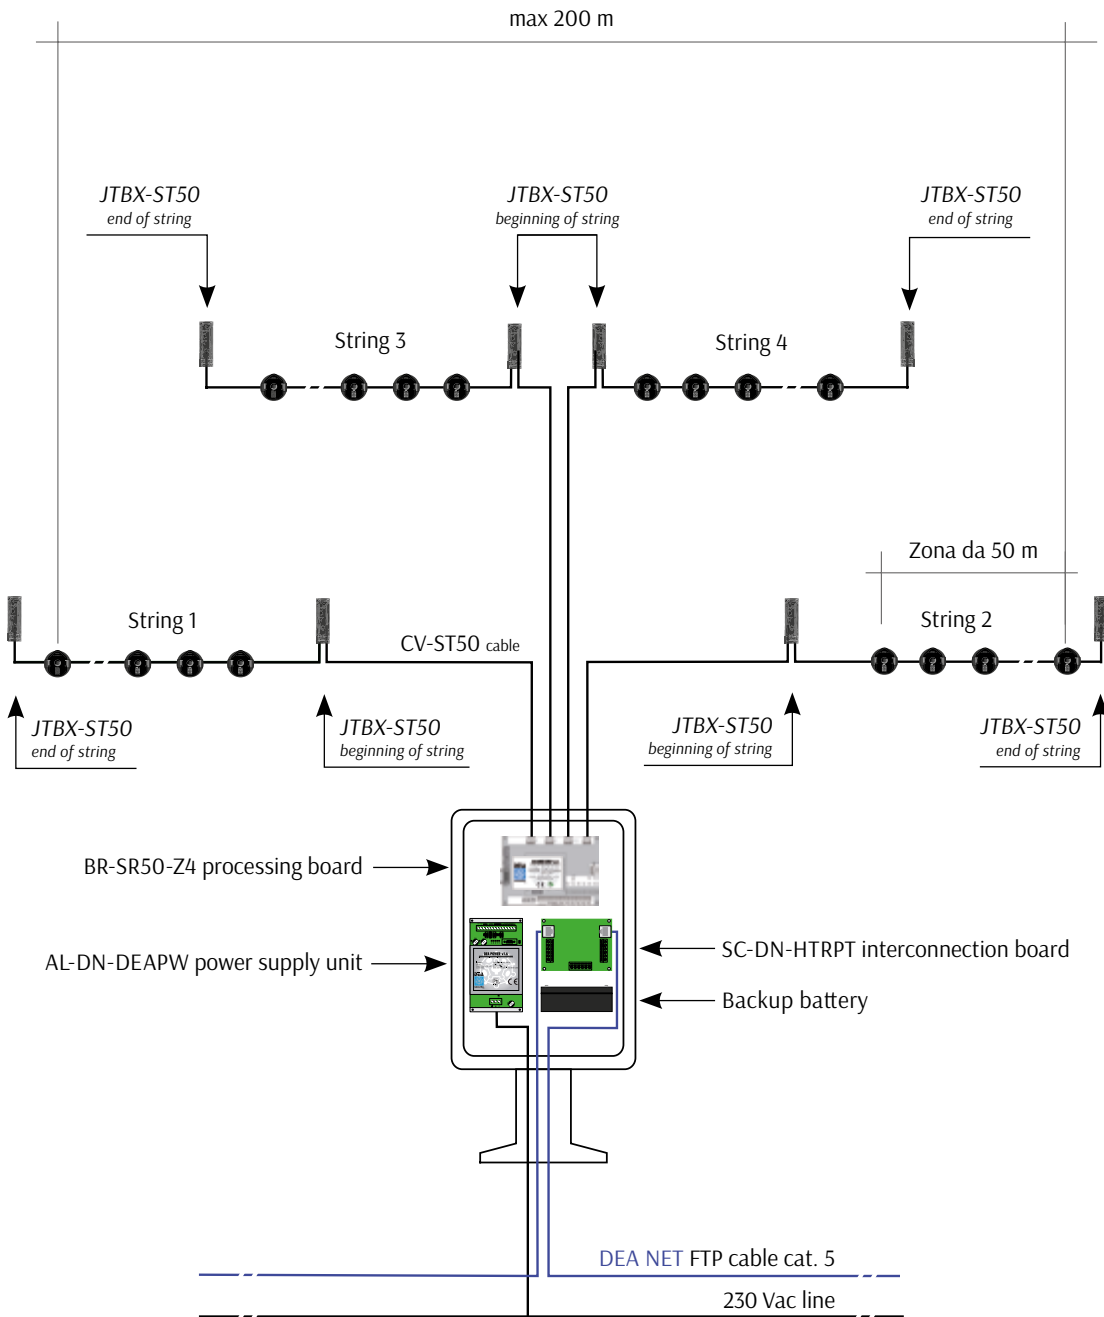 max 200 m
JTBX-ST50
end of string
JTBX-ST50
beginning of string
JTBX-ST50
end of string
String 3
String 4
Zona da 50 m
String 1
String 2
CV-ST50 cable
JTBX-ST50
end of string
JTBX-ST50
beginning of string
JTBX-ST50
beginning of string
JTBX-ST50
end of string
BR-SR50-Z4 processing board
AL-DN-DEAPW power supply unit
SC-DN-HTRPT interconnection board
Backup battery
DEA NET FTP cable cat. 5
230 Vac line